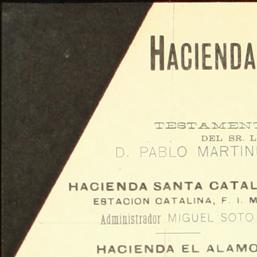 HACIENDA
TESTAMENT
DEL SR. L
D. PABLO MARTIN
HACIENDA SANTA CATAL
ESTACION CATALINA, F. I. M
Administrador MIGUEL SOTO
HACIENDA EL ALAMO